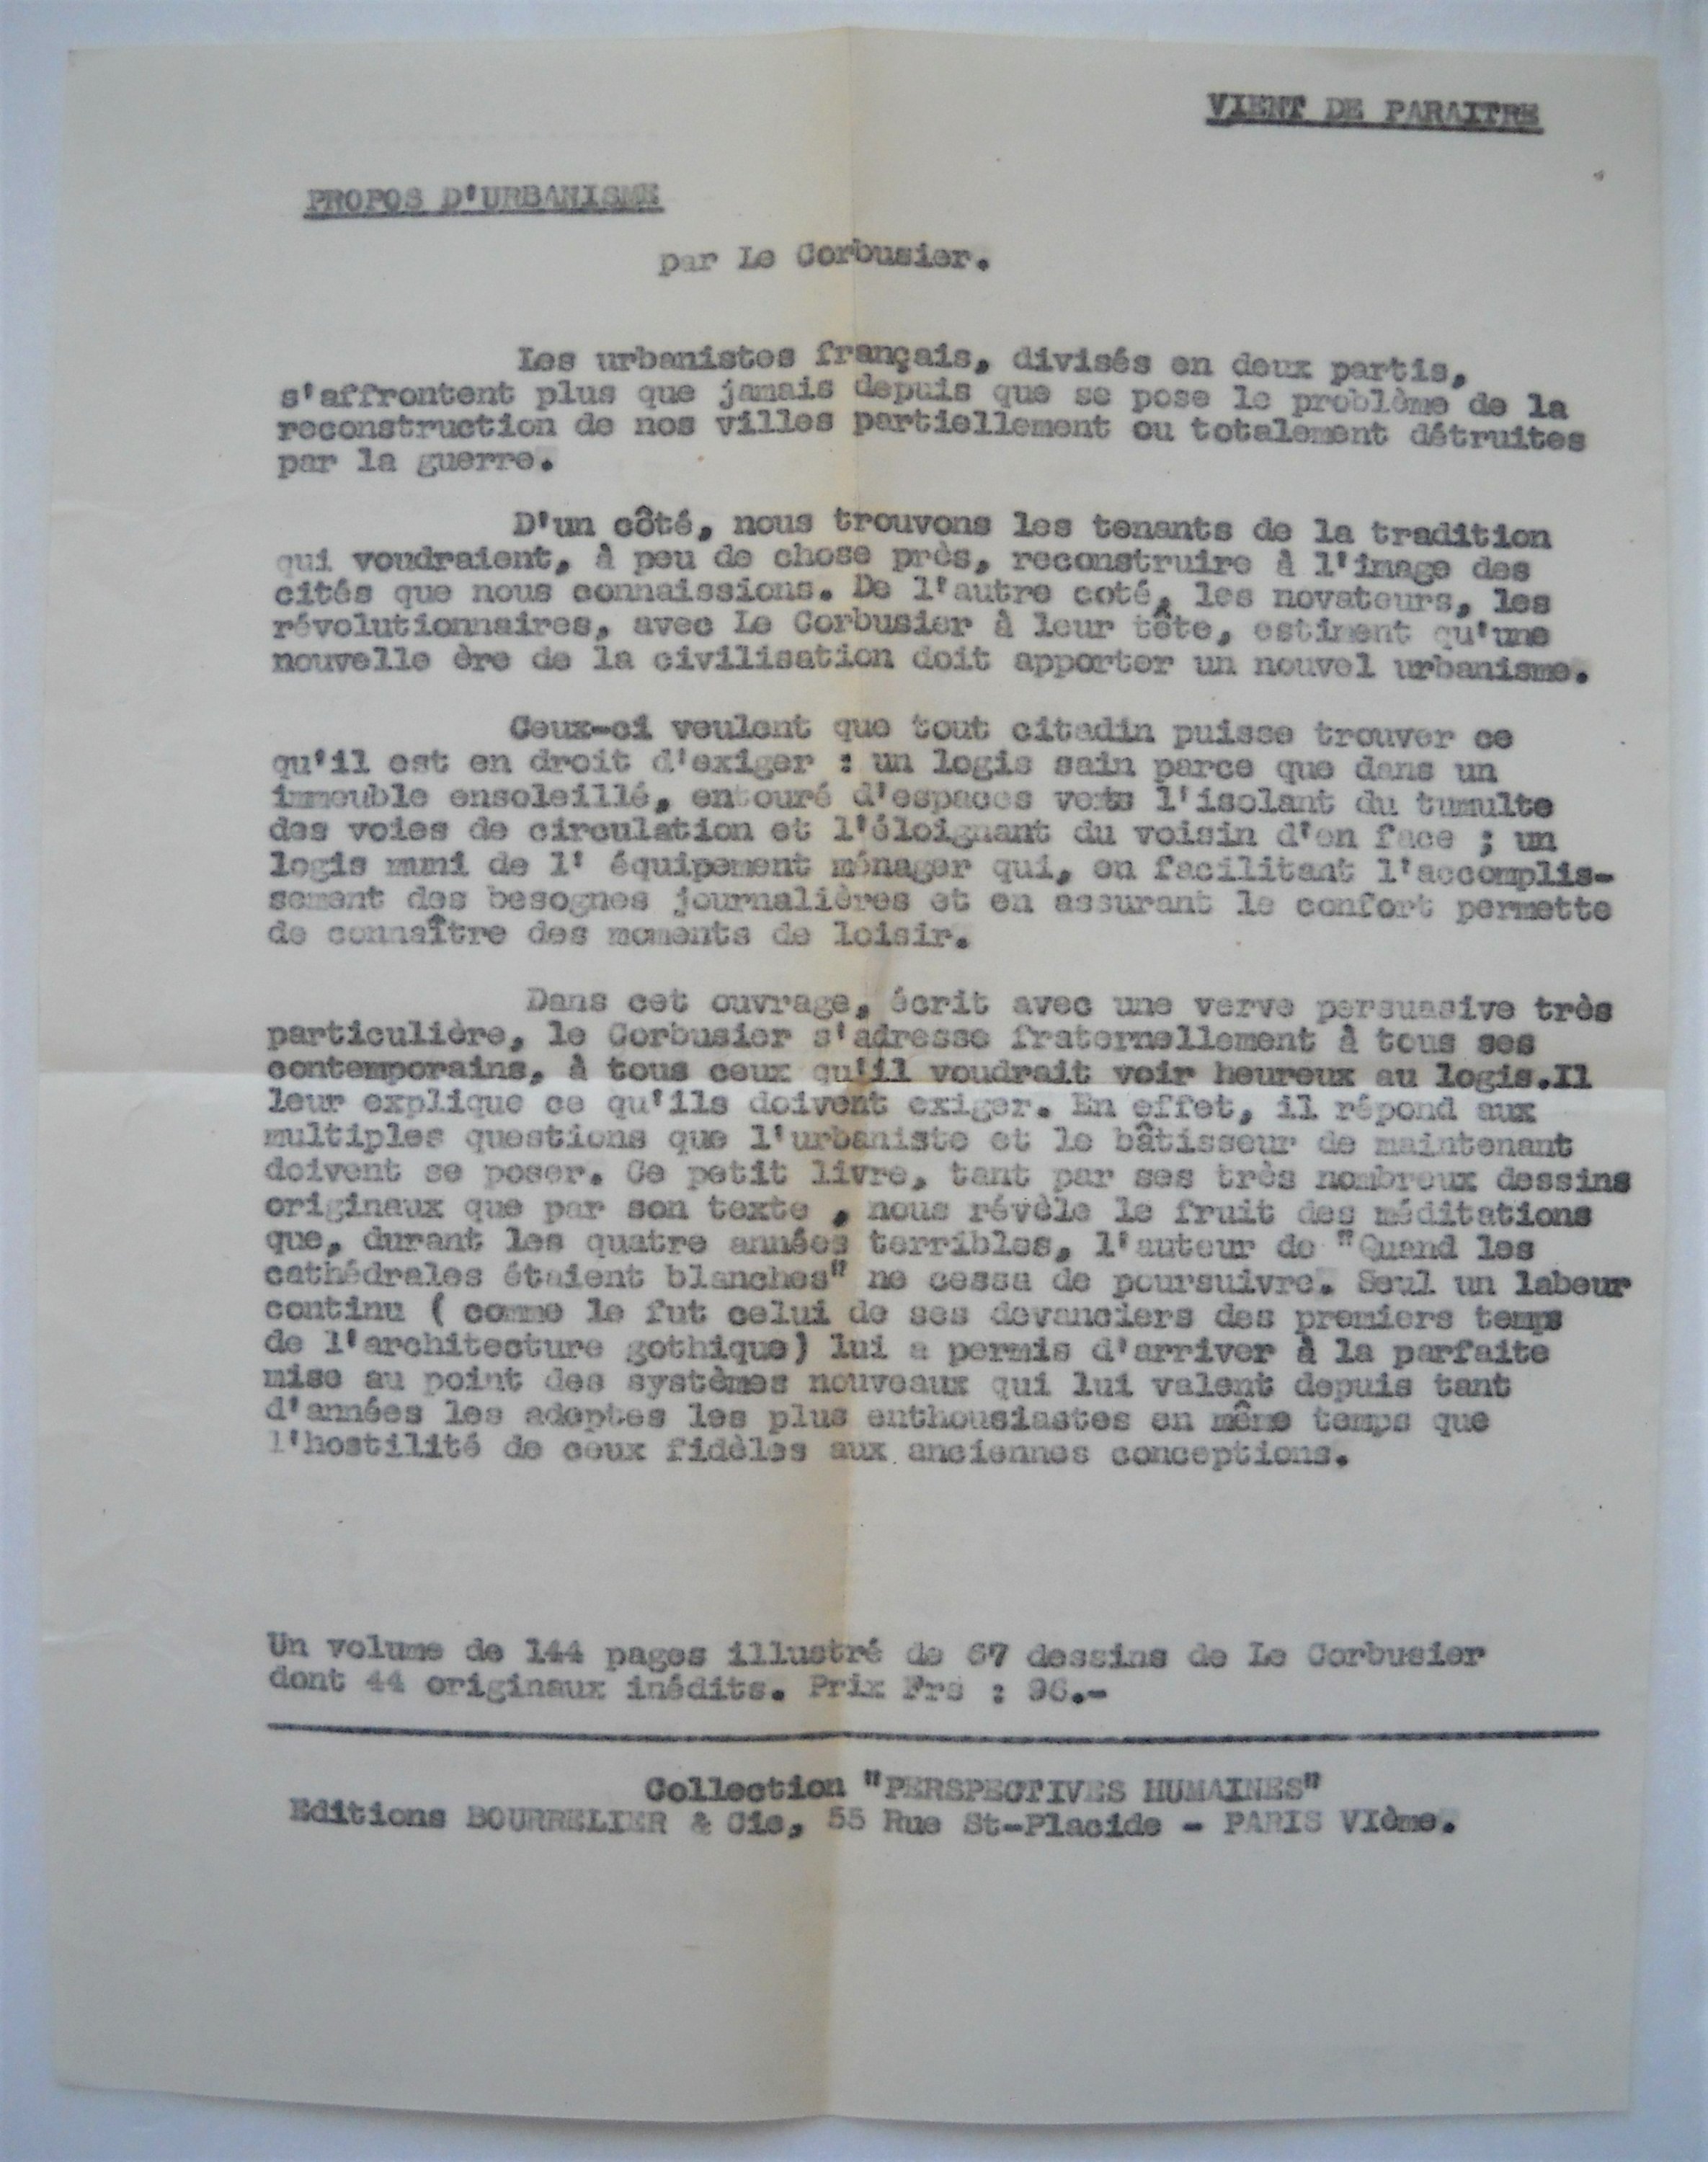 VIENT DE PARAITRE
PROPOS D'URBANISME
par Le Corbusier.
Les urbanistes français, divisés en deux partis,
s'affrontent plus que jamais depuis que se pose le problème de la
reconstruction de nos villes partiellement ou totalement détruites
par la guerre.
D'un côté, nous trouvons les tenants de la tradition
qui voudraient, à peu de chose près, reconstruire à l'image des
cités que nous connaissions. De l'autre coté, les novateurs, les
révolutionnaires, avec Le Corbusier à leur tête, estiment qu'une
nouvelle ère de la civilisation doit apporter un nouvel urbanisme.
Ceux-ci veulent que tout citadin puisse trouver ce
qu'il est en droit d'exiger : un logis sain parce que dans un
immeuble ensoleillé, entouré d'espaces verts l'isolant du tumulte
des voies de circulation et l'éloignant du voisin d'en face ; un
logis muni de l' équipement ménager qui, en facilitant l'accomplis-
sement des besognes journalières et en assurant le confort permette
de connaître des moments de loisir.
Dans cet ouvrage, écrit avec une verve persuasive très
particulière, le Corbusier s'adresse fraternellement à tous ses
contemporains, à tous ceux qu'il voudrait voir heureux au logis.Il
leur explique ce qu'ils doivent exiger. En effet, il répond aux
multiples questions que l'urbaniste et le bâtisseur de maintenant
doivent se poser. Ce petit livre, tant par ses très nombreux dessins
originaux que par son texte , nous révèle le fruit des méditations
que, durant les quatre années terribles, l'auteur de "Quand les
cathédrales étaient blanches" ne cessa de poursuivre. Seul un labeur
continu ( comme le fut celui de ses devanciers des premiers temps
de l'architecture gothique) lui a permis d'arriver à la parfaite
mise au point des systèmes nouveaux qui lui valent depuis tant
d'années les adeptes les plus enthousiastes en même temps que
l'hostilité de ceux fidèles aux anciennes conceptions.
Un volume de 144 pages illustré de 67 dessins de Le Corbusier
dont 44 originaux inédits. Prix Frs : 96.-
Collection "PERSPECTIVES HUMAINES"
Editions BOURRELIER & Cie, 55 Rue St-Placide - PARIS VIème.